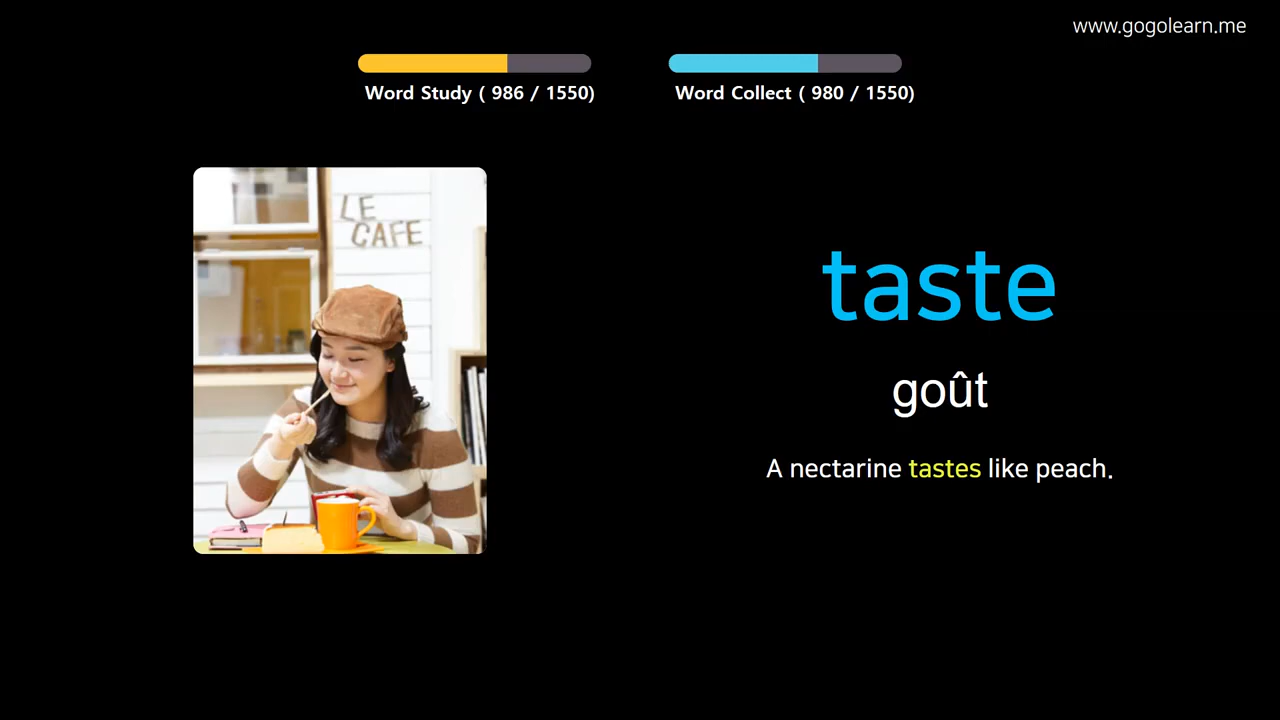 www.gogolearn.me
Word Study ( 986 / 1550)
Word Collect ( 980 / 1550)
LE
CAFE
taste
goût
A nectarine tastes like peach.